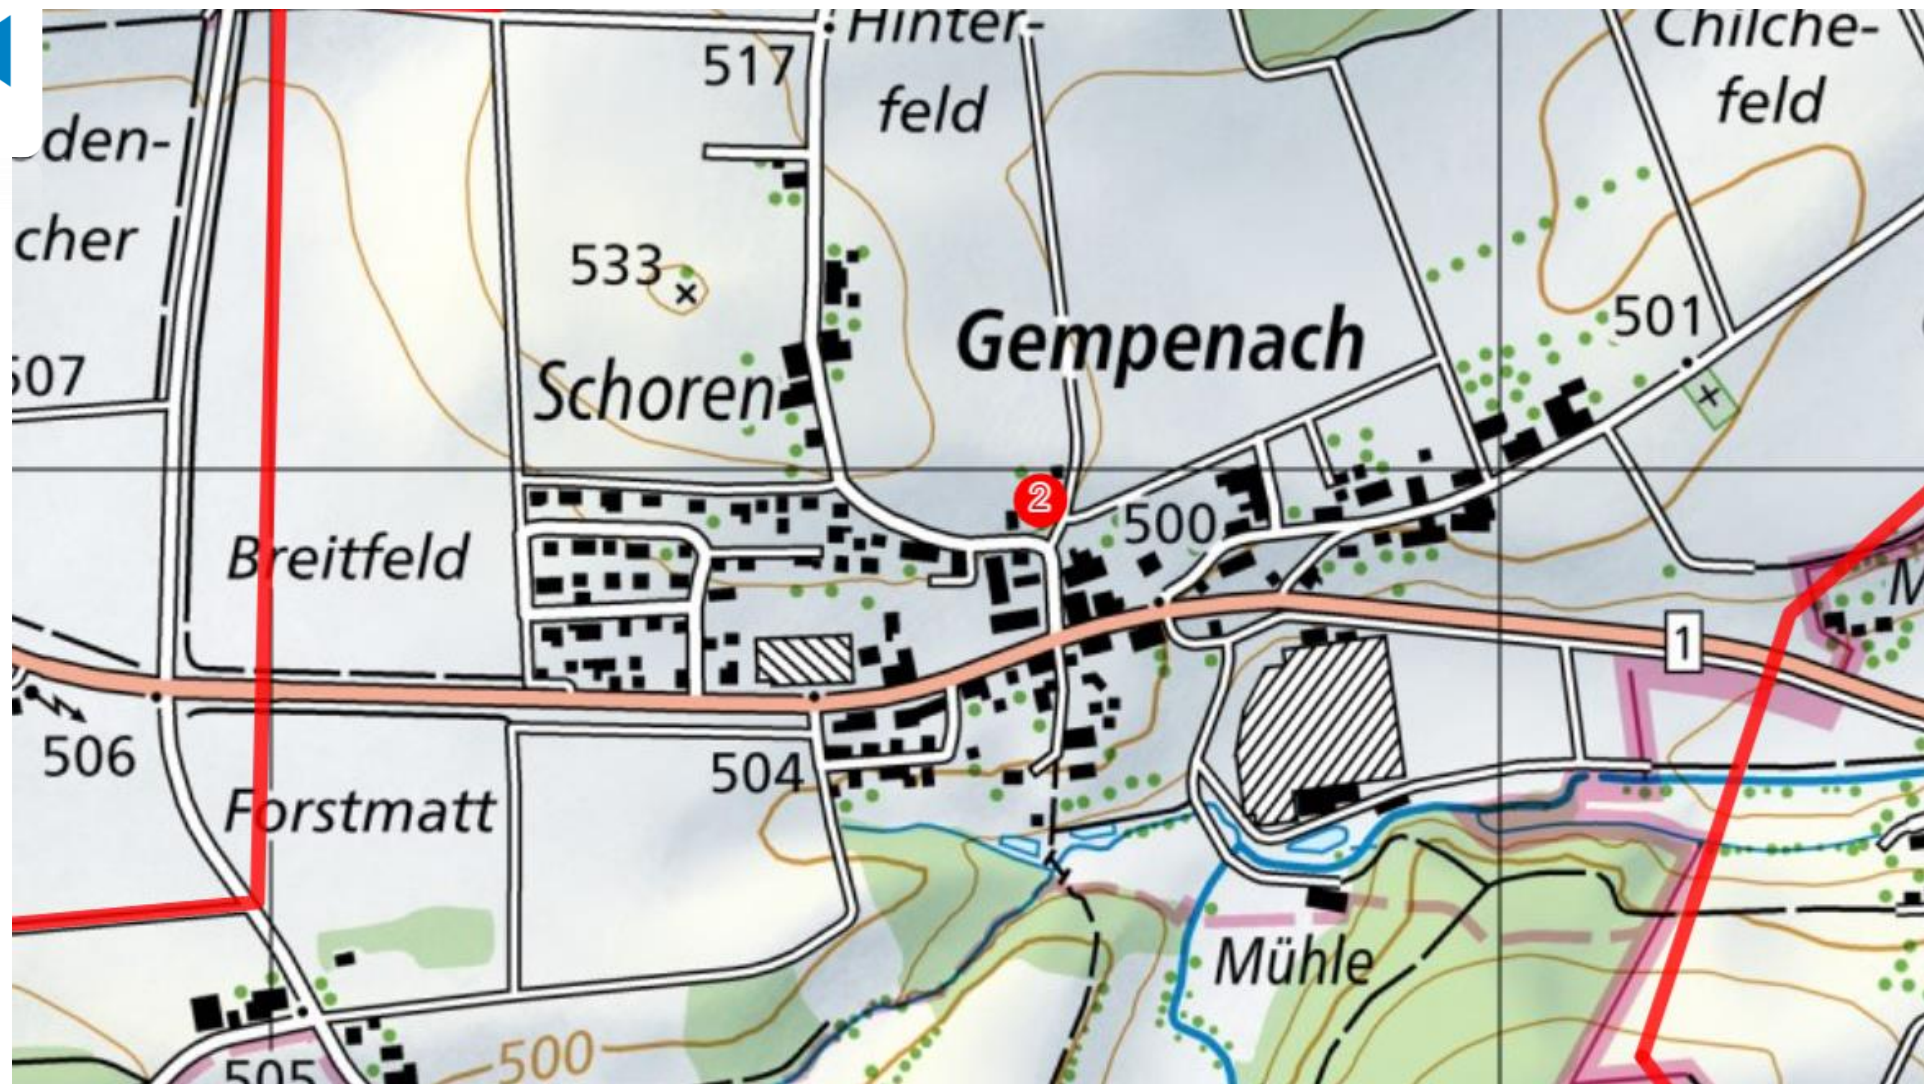 Hinter-
feld
Chilche-
feld
517
den-
cher
533
507
Schoren
Gempenach
501
2
500
Breitfeld
1
M
506
504
Forstmatt
Mühle
500
505